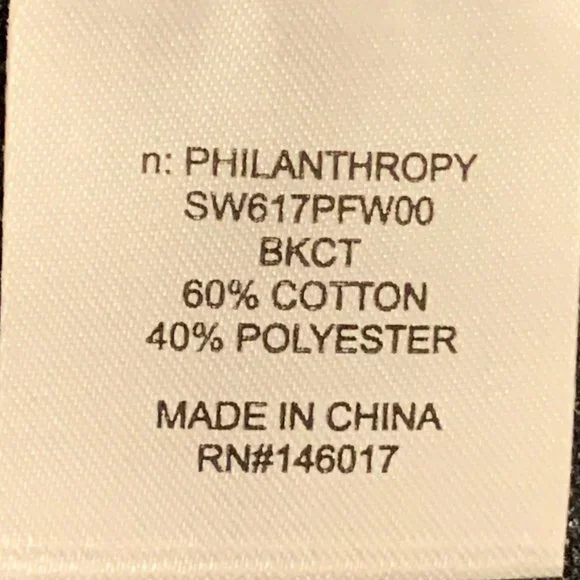 n: PHILANTHROPY
SW617PFW00
BKCT
60% COTTON
40% POLYESTER
MADE IN CHINA
RN#146017